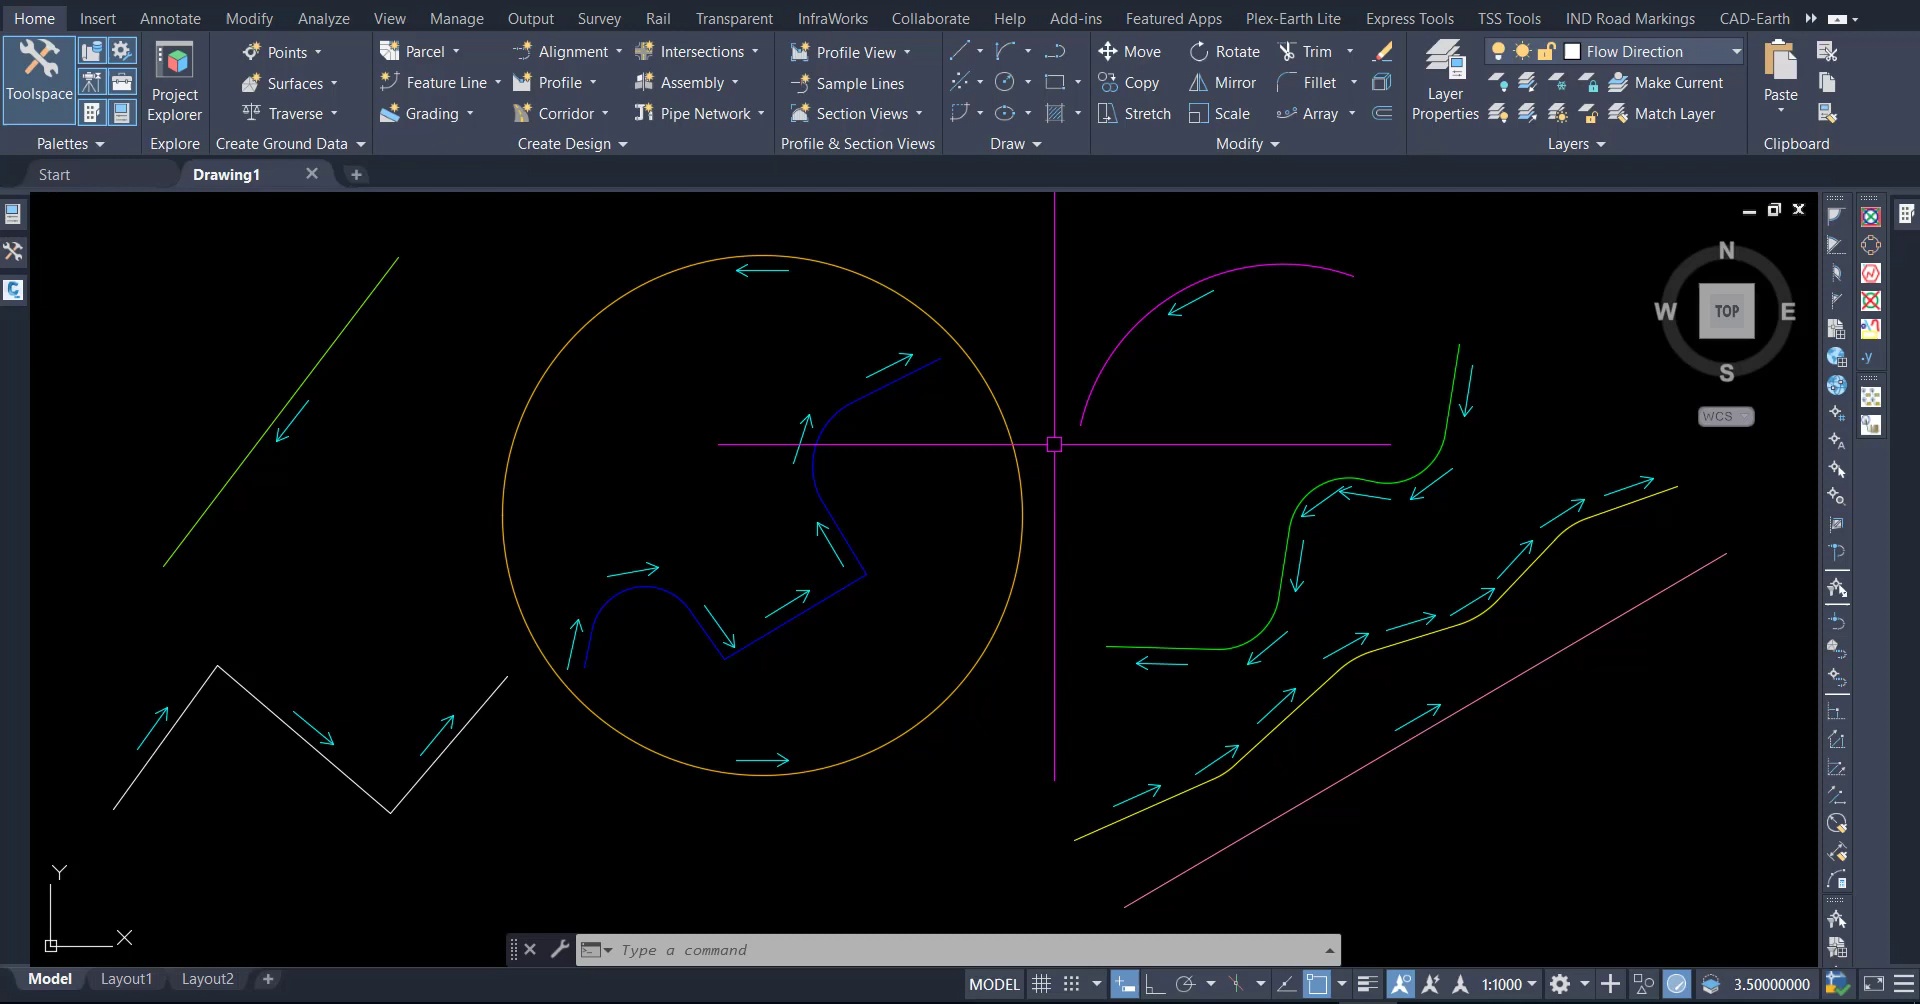 Home Insert Annotate Modify Analyze View Manage Output Survey Rail Transparent InfraWorks Collaborate Help Add-ins Featured Apps Plex-Earth Lite Express Tools TSS Tools IND Road Markings CAD-Earth
Toolspace
Project Explorer
Points
Surfaces
Traverse
Parcel
Feature Line
Grading
Alignment
Profile
Corridor
Intersections
Assembly
Pipe Network
Profile View
Sample Lines
Section Views
Move
Copy
Stretch
Rotate
Mirror
Scale
Trim
Fillet
Array
Layer Properties
Flow Direction
Make Current
Match Layer
Paste
Palettes Explore Create Ground Data Create Design Profile & Section Views Draw Modify Layers Clipboard
Start Drawing1
N
W TOP E
S
WCS
Y
X
Type a command
Model Layout1 Layout2
MODEL 1:1000 3.50000000